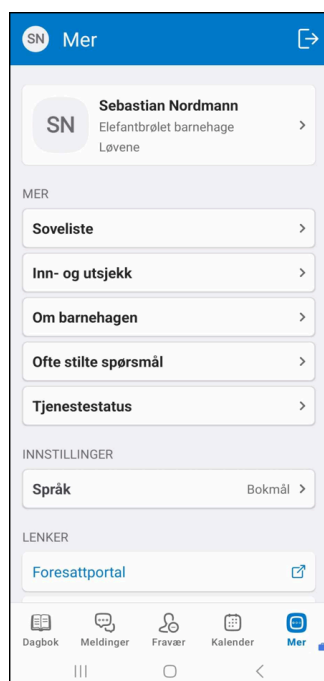 SN Mer
SN
Sebastian Nordmann
Elefantbrølet barnehage
Løvene
MER
Soveliste
Inn- og utsjekk
Om barnehagen
Ofte stilte spørsmål
Tjenestestatus
INNSTILLINGER
Språk Bokmål
LENKER
Foresattportal
Dagbok Meldinger Fravær Kalender Mer